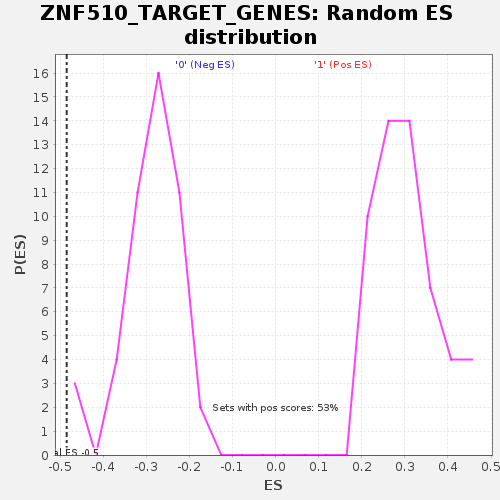 ZNF510_TARGET_GENES: Random ES
distribution
'0' (Neg ES) '1' (Pos ES)
16
15
14
13
12
11
10
9
8
7
6
5
4
3
2
1
0
P(ES)
Sets with pos scores: 53%
ES -0.5
-0.5 -0.4 -0.3 -0.2 -0.1 0.0 0.1 0.2 0.3 0.4 0.5
ES